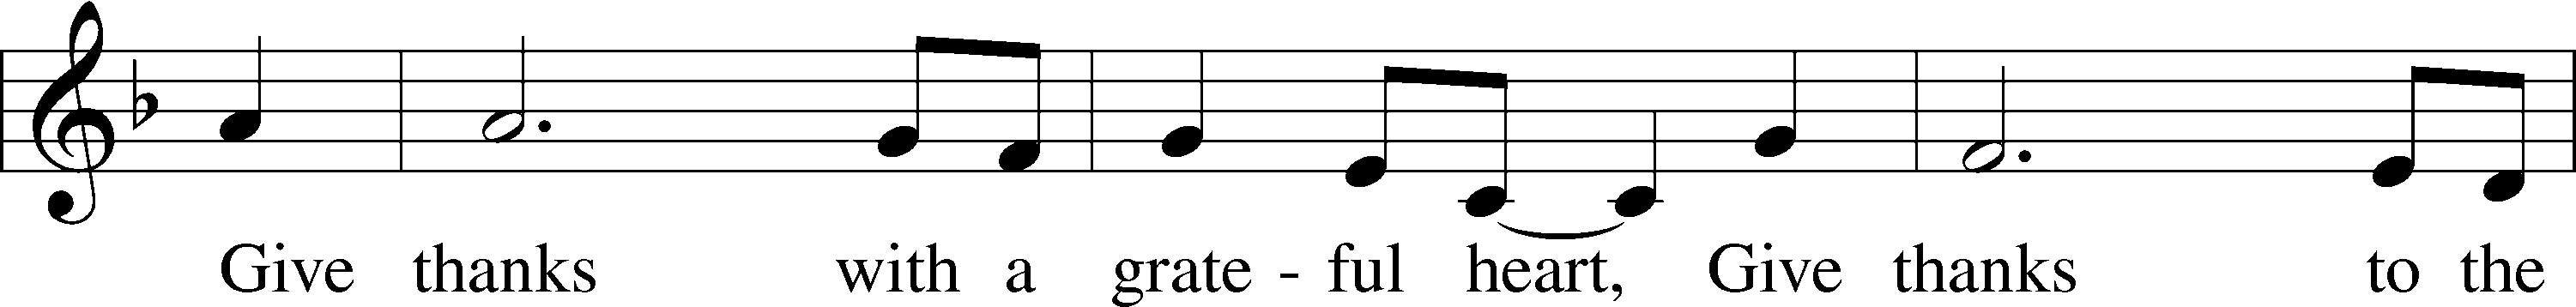 Give thanks with a grate - ful heart, Give thanks to the